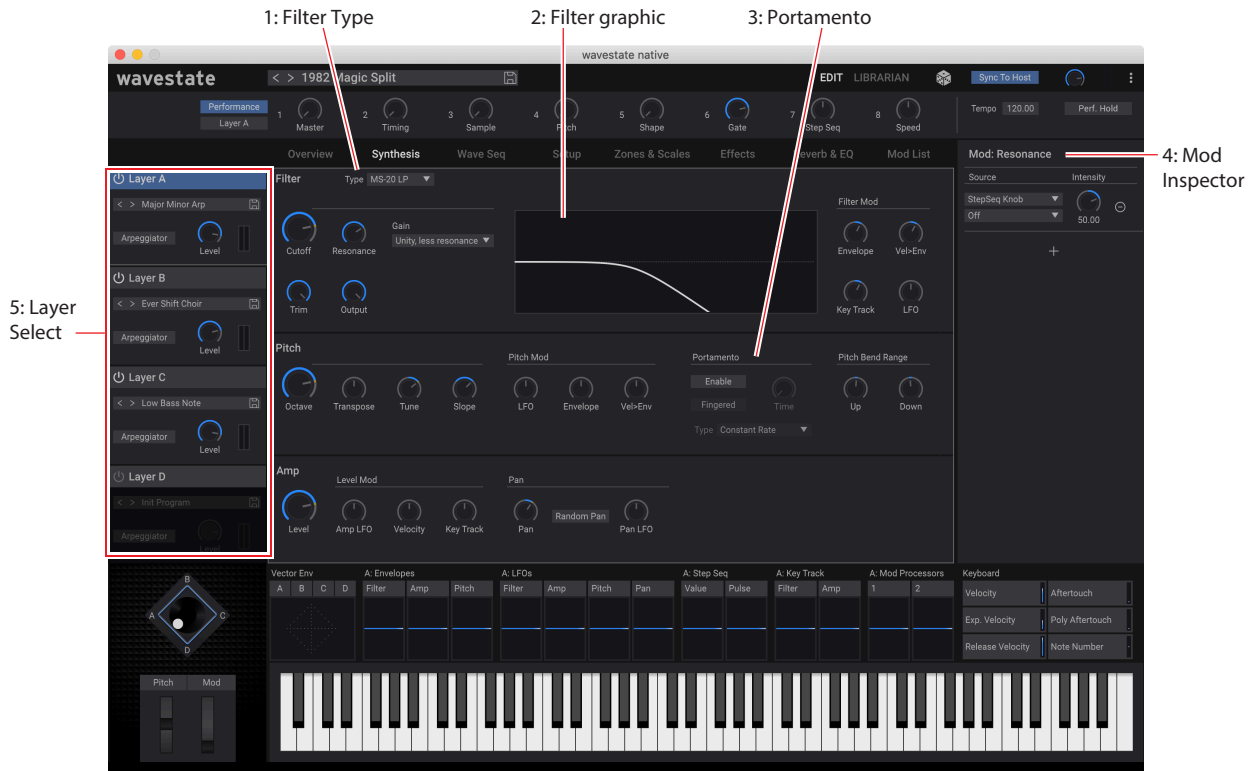 1: Filter Type 2: Filter graphic 3: Portamento
wavestate native
wavestate < > 1982 Magic Split EDIT LIBRARIAN Sync To Host
Performance
Layer A
1 Master 2 Timing 3 Sample 4 Pitch 5 Shape 6 Gate 7 Step Seq 8 Speed
Tempo 120.00 Perf. Hold
Overview Synthesis Wave Seq Setup Zones & Scales Effects Reverb & EQ Mod List
Mod: Resonance
4: Mod
Inspector
Source Intensity
StepSeq Knob
Off
50.00
+
5: Layer
Select
Layer A
< > Major Minor Arp
Arpeggiator
Level
Layer B
< > Ever Shift Choir
Arpeggiator
Level
Layer C
< > Low Bass Note
Arpeggiator
Level
Layer D
< > Init Program
Arpeggiator
Level
Filter Type MS-20 LP
Cutoff Resonance
Gain
Unity, less resonance
Trim Output
Filter Mod
Envelope Vel>Env
Key Track LFO
Pitch
Octave Transpose Tune Slope
Pitch Mod
LFO Envelope Vel>Env
Portamento
Enable
Fingered Time
Type Constant Rate
Pitch Bend Range
Up Down
Amp
Level
Level Mod
Amp LFO Velocity Key Track
Pan
Pan Random Pan Pan LFO
B
A C
D
Pitch Mod
Vector Env
A B C D
A: Envelopes
Filter Amp Pitch
A: LFOs
Filter Amp Pitch Pan
A: Step Seq
Value Pulse
A: Key Track
Filter Amp
A: Mod Processors
1 2
Keyboard
Velocity Aftertouch
Exp. Velocity Poly Aftertouch
Release Velocity Note Number